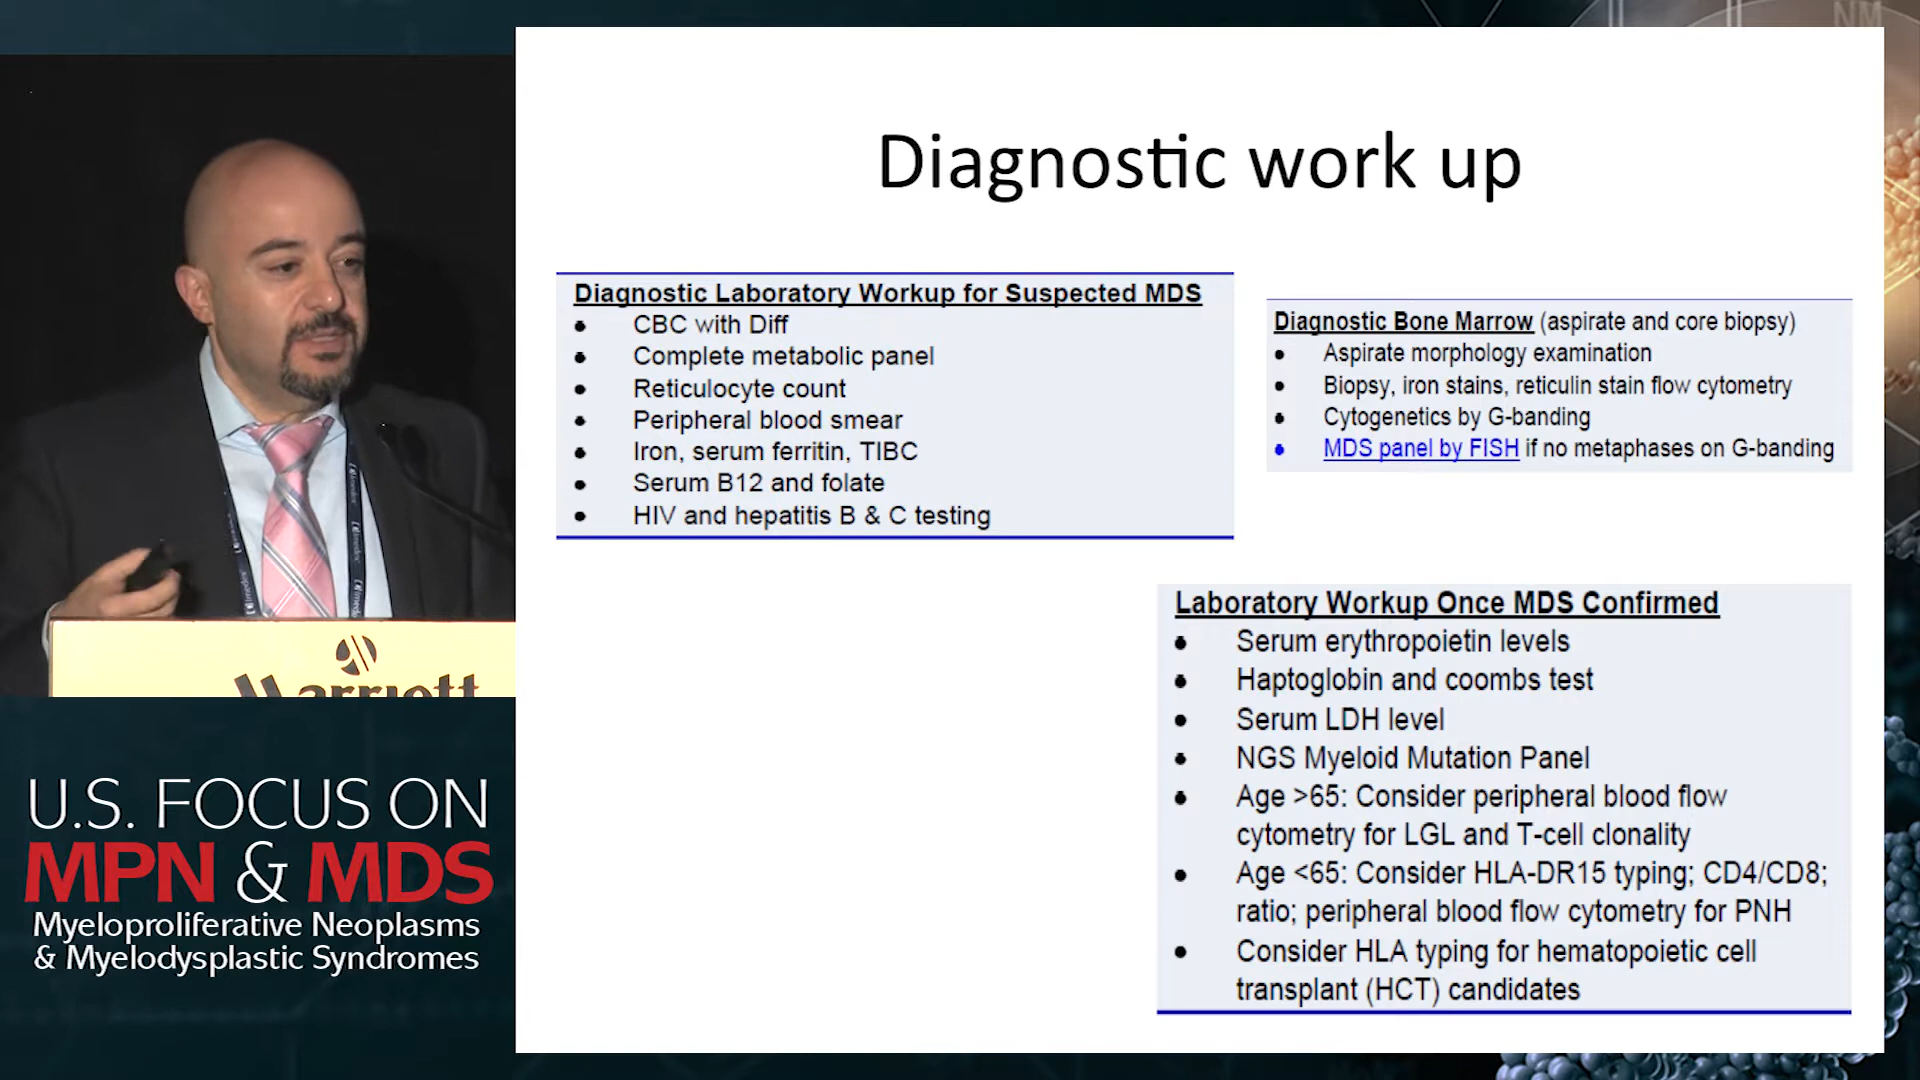 NM
Diagnostic work up
Diagnostic Laboratory Workup for Suspected MDS
• CBC with Diff
• Complete metabolic panel
• Reticulocyte count
• Peripheral blood smear
• Iron, serum ferritin, TIBC
• Serum B12 and folate
• HIV and hepatitis B & C testing
Diagnostic Bone Marrow (aspirate and core biopsy)
• Aspirate morphology examination
• Biopsy, iron stains, reticulin stain flow cytometry
• Cytogenetics by G-banding
• MDS panel by FISH if no metaphases on G-banding
Laboratory Workup Once MDS Confirmed
• Serum erythropoietin levels
• Haptoglobin and coombs test
• Serum LDH level
• NGS Myeloid Mutation Panel
• Age >65: Consider peripheral blood flow
cytometry for LGL and T-cell clonality
• Age <65: Consider HLA-DR15 typing; CD4/CD8;
ratio; peripheral blood flow cytometry for PNH
• Consider HLA typing for hematopoietic cell
transplant (HCT) candidates
Marriott
U.S. FOCUS ON
MPN & MDS
Myeloproliferative Neoplasms
& Myelodysplastic Syndromes